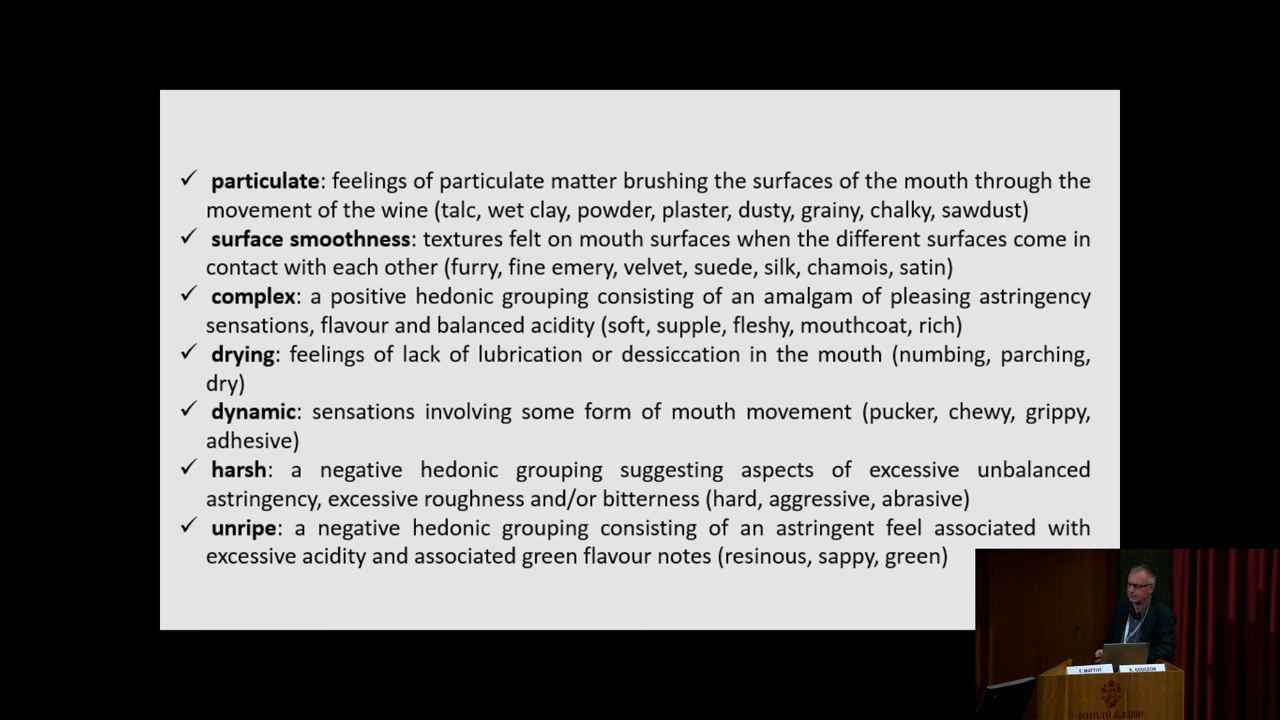 ✓ particulate: feelings of particulate matter brushing the surfaces of the mouth through the
movement of the wine (talc, wet clay, powder, plaster, dusty, grainy, chalky, sawdust)
✓ surface smoothness: textures felt on mouth surfaces when the different surfaces come in
contact with each other (furry, fine emery, velvet, suede, silk, chamois, satin)
✓ complex: a positive hedonic grouping consisting of an amalgam of pleasing astringency
sensations, flavour and balanced acidity (soft, supple, fleshy, mouthcoat, rich)
✓ drying: feelings of lack of lubrication or dessiccation in the mouth (numbing, parching,
dry)
✓ dynamic: sensations involving some form of mouth movement (pucker, chewy, grippy,
adhesive)
✓ harsh: a negative hedonic grouping suggesting aspects of excessive unbalanced
astringency, excessive roughness and/or bitterness (hard, aggressive, abrasive)
✓ unripe: a negative hedonic grouping consisting of an astringent feel associated with
excessive acidity and associated green flavour notes (resinous, sappy, green)
F. MATTIVI R. GOUGEON
ISTITUTO AGRARIO